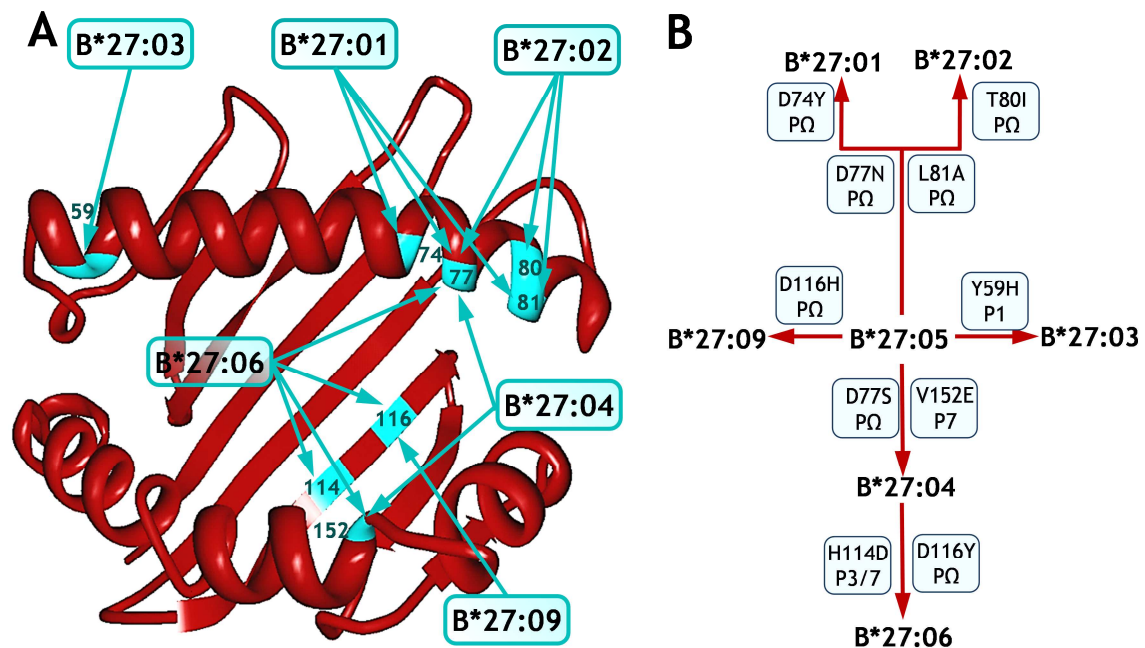 A
B*27:03
B*27:01
B*27:02
59
74
77
80
81
B*27:06
B*27:04
116
114
152
B*27:09
B
B*27:01
B*27:02
D74Y
PΩ
T80I
PΩ
D77N
PΩ
L81A
PΩ
D116H
PΩ
Y59H
P1
B*27:09
B*27:05
B*27:03
D77S
PΩ
V152E
P7
B*27:04
H114D
P3/7
D116Y
PΩ
B*27:06